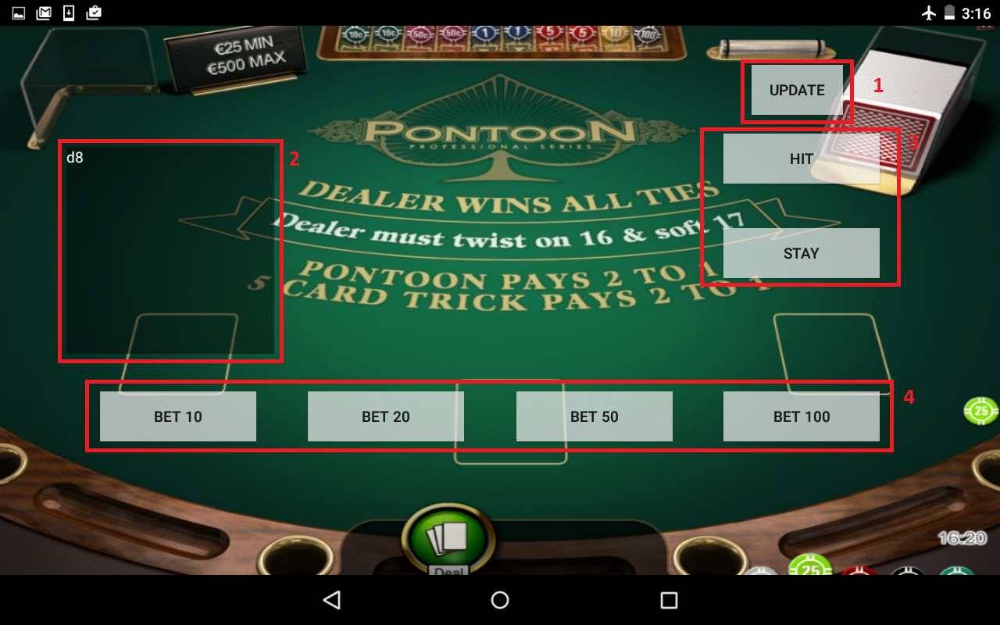 3:16
€25 MIN
€500 MAX
10c 10c 50c 50c 1 1 5 5 10 100
UPDATE
1
PONTOON
PROFESSIONAL SERIES
d8
2
HIT
3
DEALER WINS ALL TIES
Dealer must twist on 16 & soft 17
STAY
PONTOON PAYS 2 TO 1
5 CARD TRICK PAYS 2 TO 1
4
BET 10
BET 20
BET 50
BET 100
25
16:20
25
Deal